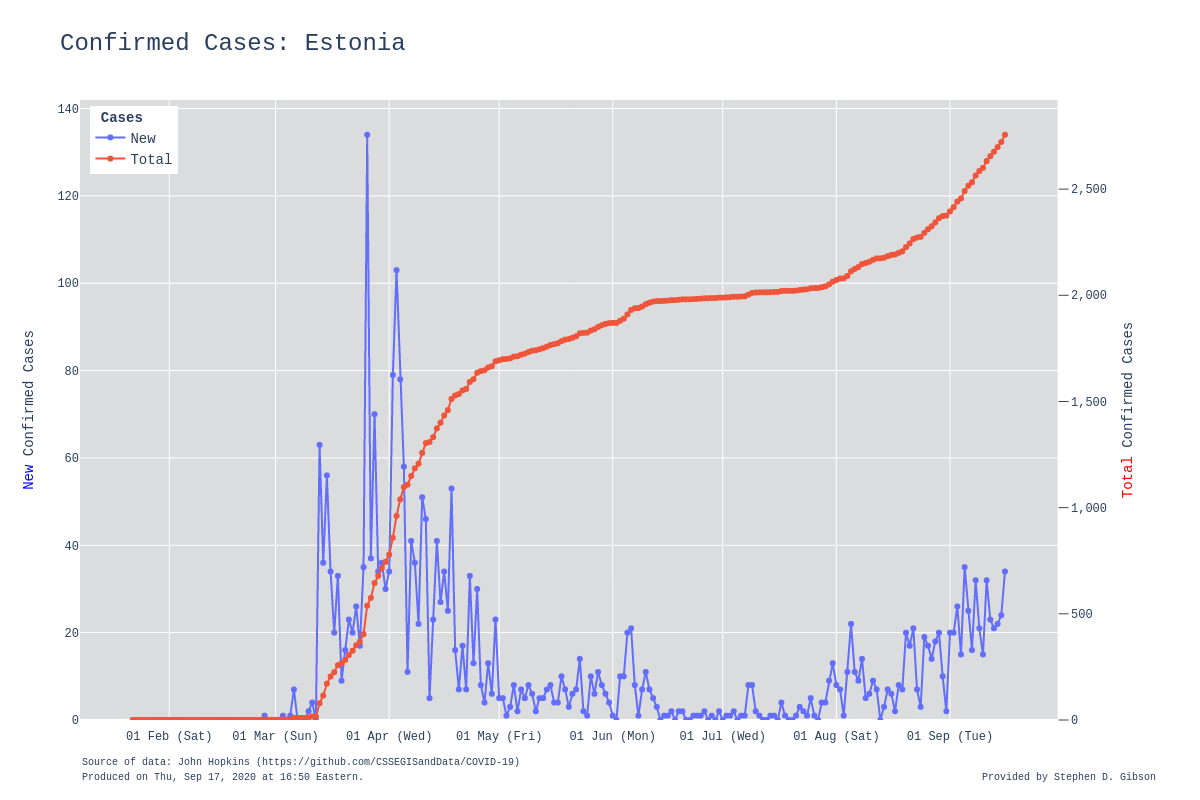 Confirmed Cases: Estonia
Cases
New
Total
140
120
100
80
60
40
20
0
2,500
2,000
1,500
1,000
500
0
New Confirmed Cases
Total Confirmed Cases
01 Feb (Sat) 01 Mar (Sun) 01 Apr (Wed) 01 May (Fri) 01 Jun (Mon) 01 Jul (Wed) 01 Aug (Sat) 01 Sep (Tue)
Source of data: John Hopkins (https://github.com/CSSEGISandData/COVID-19)
Produced on Thu, Sep 17, 2020 at 16:50 Eastern.
Provided by Stephen D. Gibson